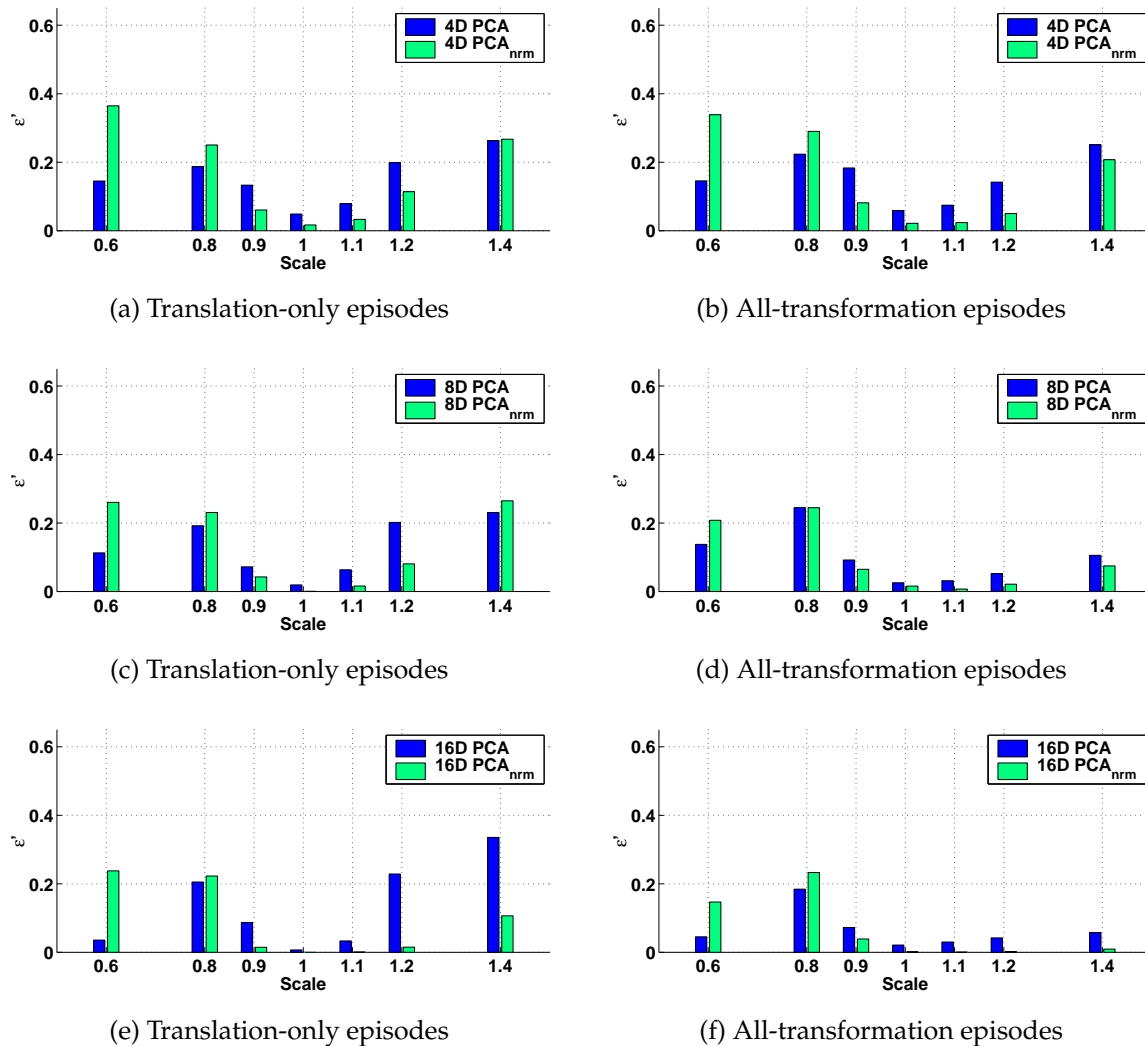 0.6
4D PCA
4D PCAnrm
0.4
ε'
0.2
0
0.6 0.8 0.9 1 1.1 1.2 1.4
Scale
(a) Translation-only episodes
0.6
4D PCA
4D PCAnrm
0.4
ε'
0.2
0
0.6 0.8 0.9 1 1.1 1.2 1.4
Scale
(b) All-transformation episodes
0.6
8D PCA
8D PCAnrm
0.4
ε'
0.2
0
0.6 0.8 0.9 1 1.1 1.2 1.4
Scale
(c) Translation-only episodes
0.6
8D PCA
8D PCAnrm
0.4
ε'
0.2
0
0.6 0.8 0.9 1 1.1 1.2 1.4
Scale
(d) All-transformation episodes
0.6
16D PCA
16D PCAnrm
0.4
ε'
0.2
0
0.6 0.8 0.9 1 1.1 1.2 1.4
Scale
(e) Translation-only episodes
0.6
16D PCA
16D PCAnrm
0.4
ε'
0.2
0
0.6 0.8 0.9 1 1.1 1.2 1.4
Scale
(f) All-transformation episodes